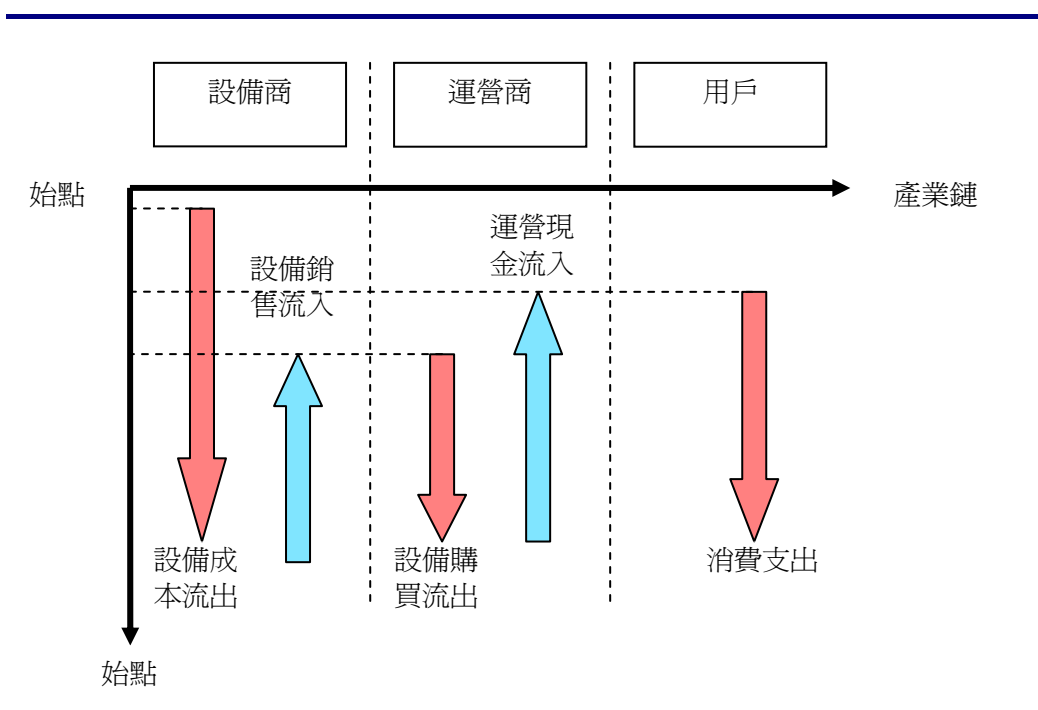 設備商
運營商
用戶
始點
產業鏈
運營現
金流入
設備銷
售流入
設備成
本流出
設備購
買流出
消費支出
始點